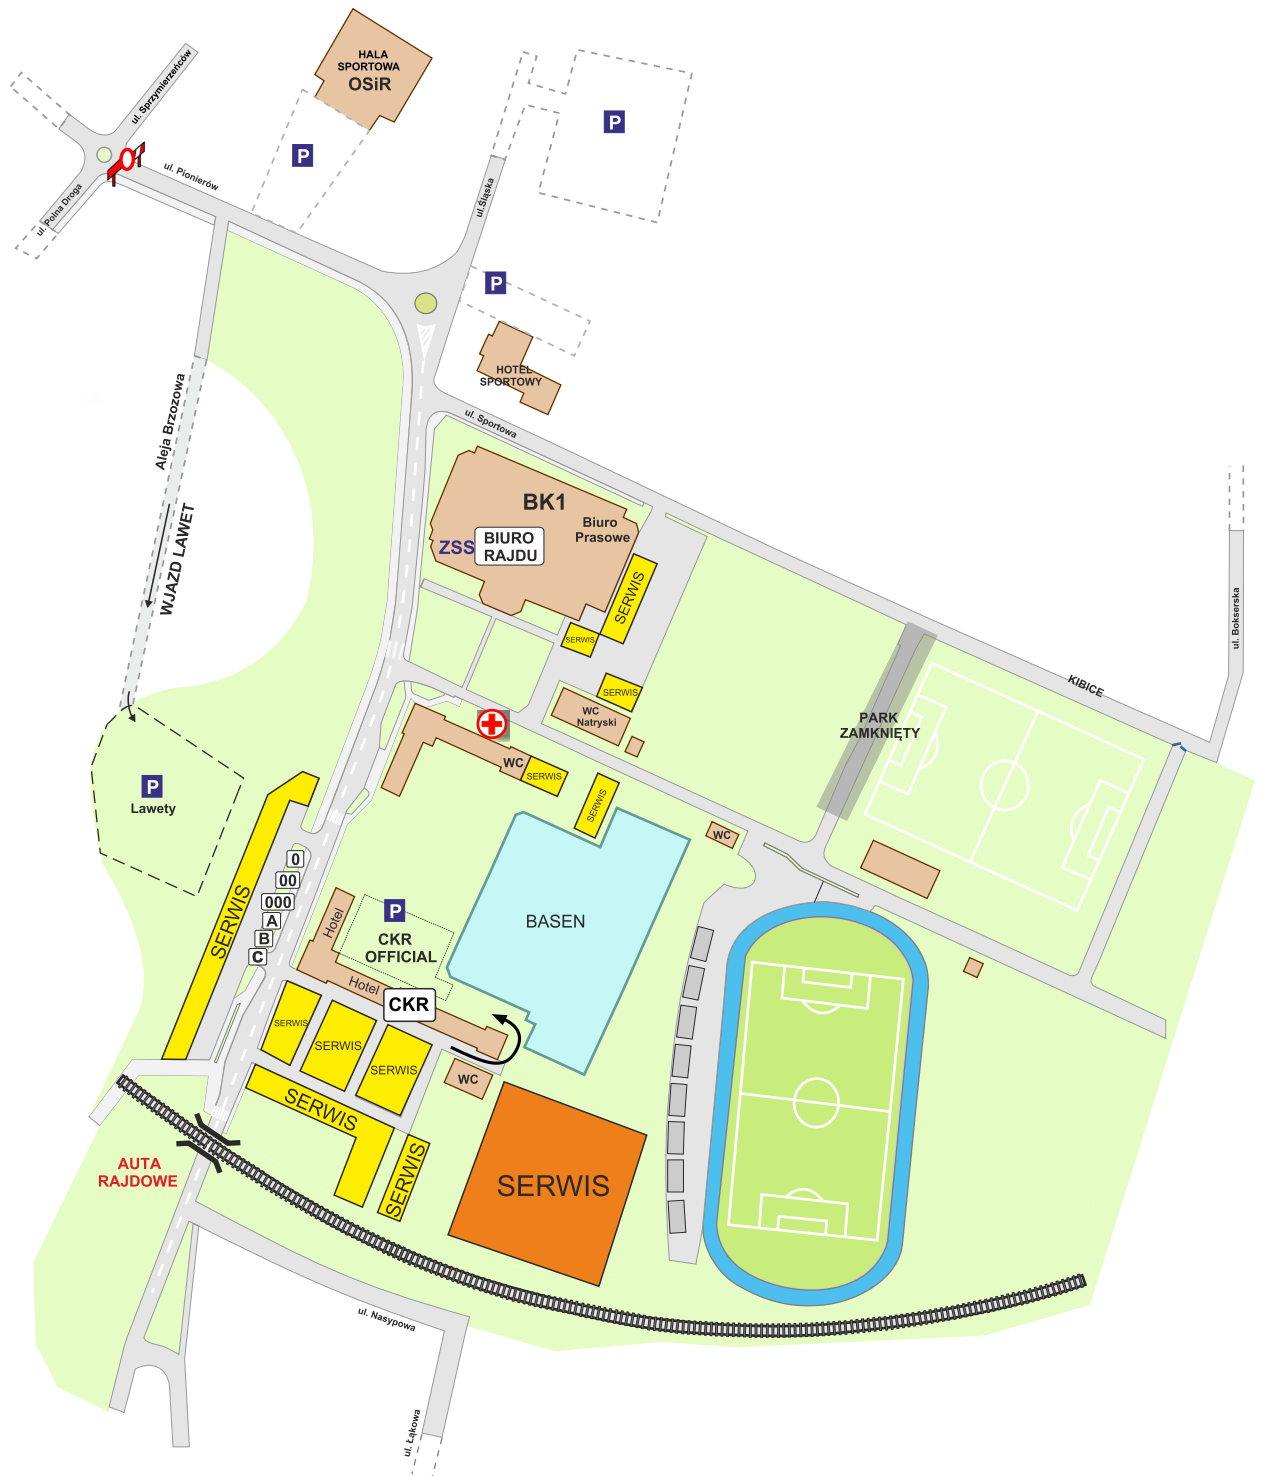 HALA
SPORTOWA
OSiR
ul. Sprzymierzeńców
P
P
ul. Pionierów
ul. Polna Droga
ul.Śląska
P
HOTEL
SPORTOWY
ul. Sportowa
Aleja Brzozowa
WJAZD LAWET
BK1
Biuro
Prasowe
ZSS
BIURO
RAJDU
SERWIS
SERWIS
SERWIS
ul. Bokserska
KIBICE
WC
Natryski
PARK
ZAMKNIĘTY
WC
SERWIS
SERWIS
P
Lawety
WC
0
00
000
A
B
C
SERWIS
Hotel
P
CKR
OFFICIAL
BASEN
Hotel
CKR
SERWIS
SERWIS
SERWIS
WC
SERWIS
SERWIS
SERWIS
AUTA
RAJDOWE
ul. Nasypowa
ul. Łąkowa